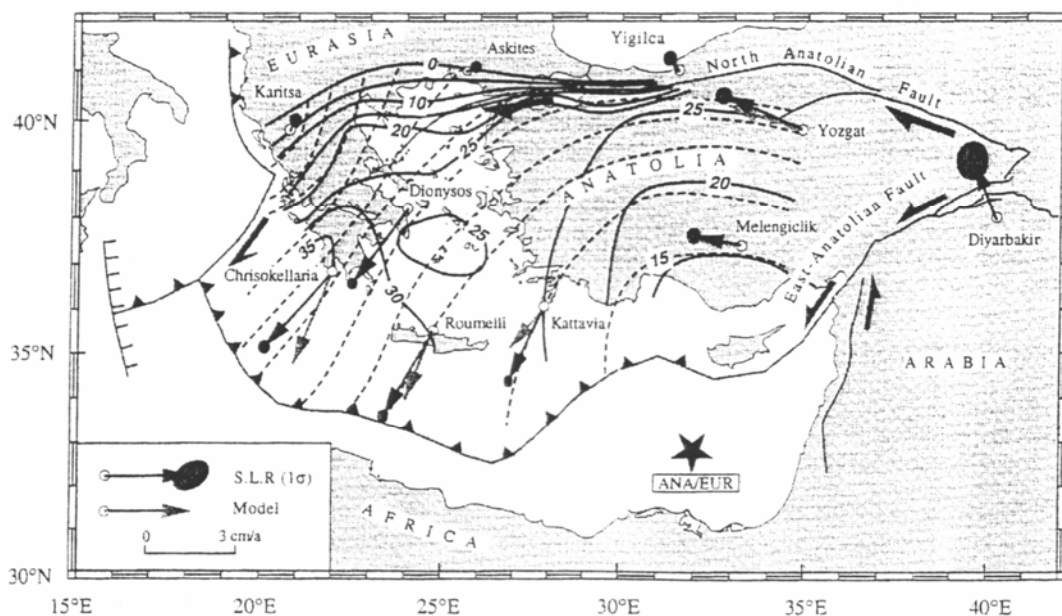 EURASIA
Askites
Yigilca
North Anatolian Fault
Karitsa
0
10
20
25
25
40°N
Yozgat
ANATOLIA
20
Dionysos
25
Melengiclik
East Anatolian Fault
Diyarbakir
35
15
Chrisokellaria
30
Roumelli
Kattavia
35°N
ARABIA
ANA/EUR
S.L.R (1σ)
Model
0 3 cm/a
AFRICA
30°N
15°E 20°E 25°E 30°E 35°E 40°E